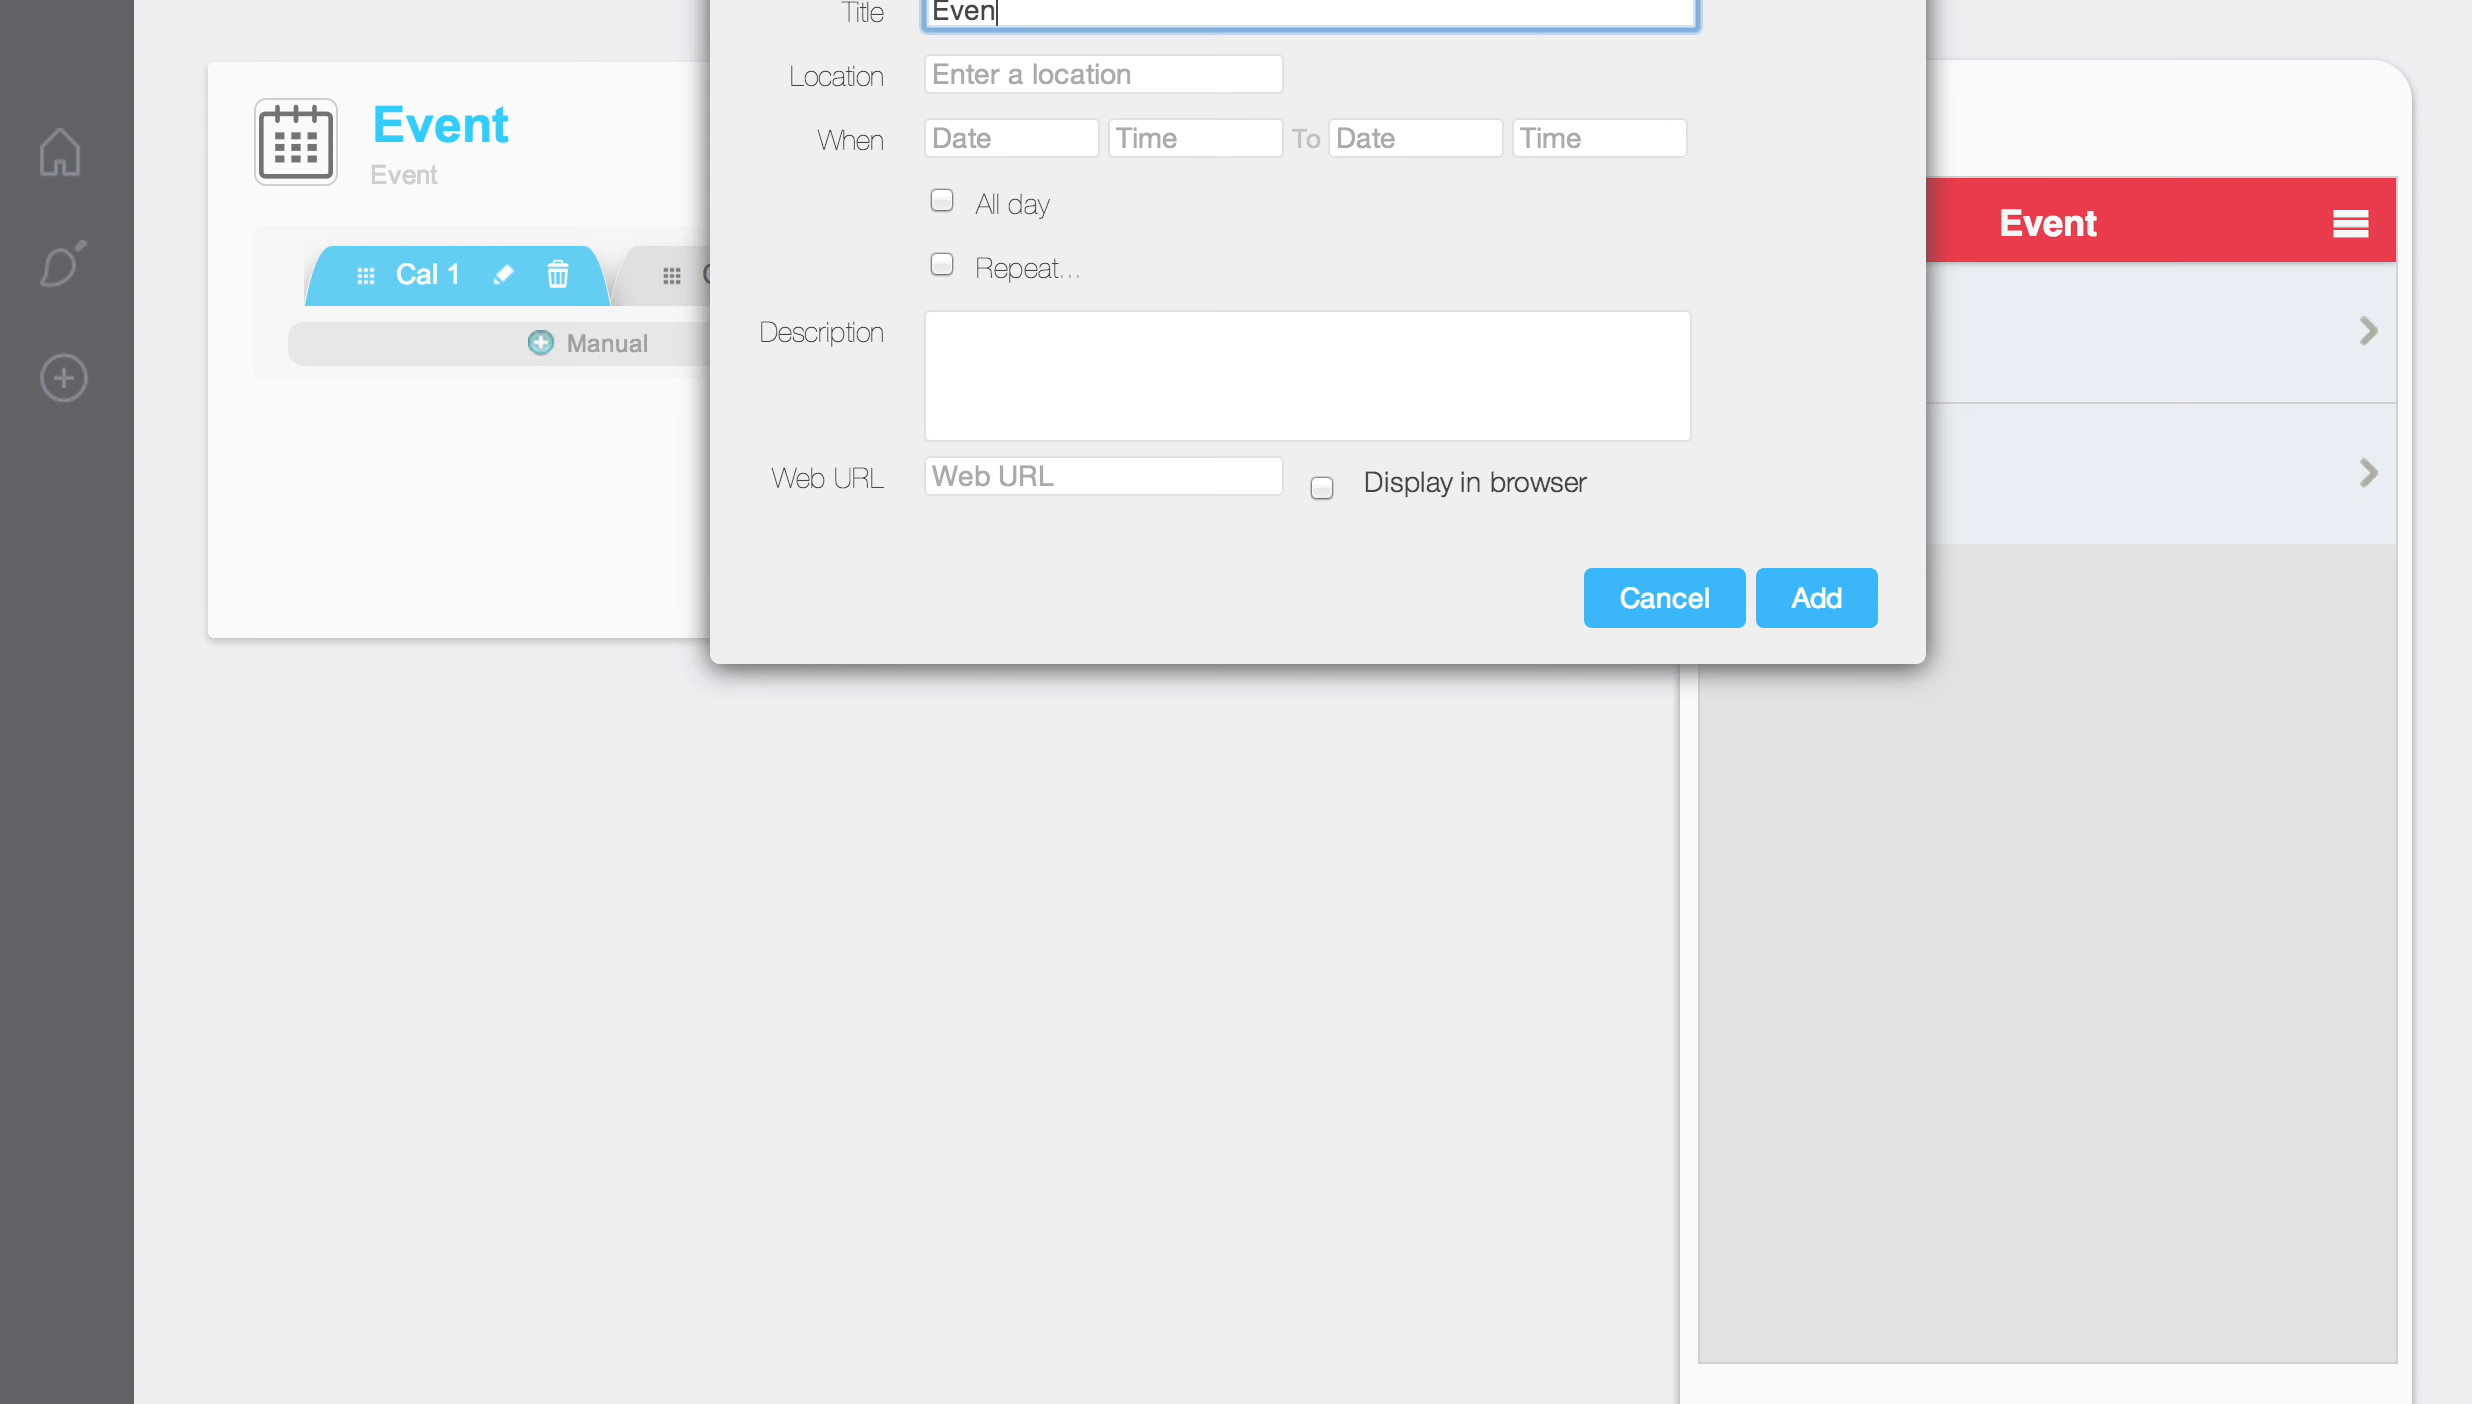 Title Even
Location Enter a location
When Date Time To Date Time
All day
Repeat...
Description
Web URL Web URL Display in browser
Cancel Add
Event
Event
Cal 1
Manual
Event